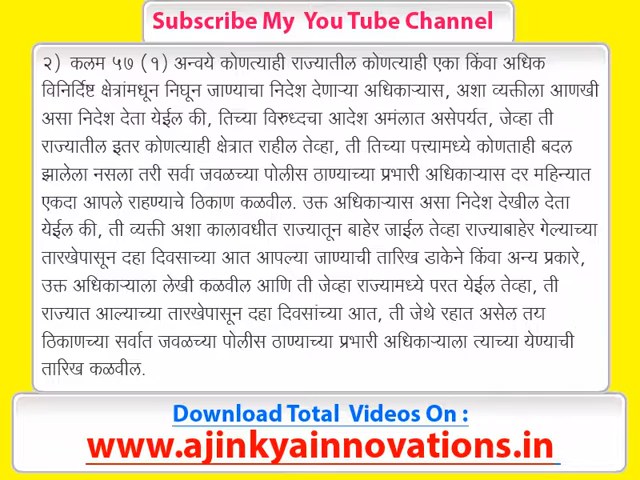 Subscribe My You Tube Channel
२) कलम ५७ (१) अन्वये कोणत्याही राज्यातील कोणत्याही एका किंवा अधिक
विनिर्दिष्ट क्षेत्रांमधून निघून जाण्याचा निदेश देणाऱ्या अधिकाऱ्यास, अशा व्यक्तीला आणखी
असा निदेश देता येईल की, तिच्या विरुध्दचा आदेश अमंलात असेपर्यंत, जेव्हा ती
राज्यातील इतर कोणत्याही क्षेत्रात राहील तेव्हा, ती तिच्या पत्त्यामध्ये कोणताही बदल
झालेला नसला तरी सर्वा जवळच्या पोलीस ठाण्याच्या प्रभारी अधिकाऱ्यास दर महिन्यात
एकदा आपले राहण्याचे ठिकाण कळवील. उक्त अधिकाऱ्यास असा निदेश देखील देता
येईल की, ती व्यक्ती अशा कालावधीत राज्यातून बाहेर जाईल तेव्हा राज्याबाहेर गेल्याच्या
तारखेपासून दहा दिवसाच्या आत आपल्या जाण्याची तारिख डाकेने किंवा अन्य प्रकारे,
उक्त अधिकाऱ्याला लेखी कळवील आणि ती जेव्हा राज्यामध्ये परत येईल तेव्हा, ती
राज्यात आल्याच्या तारखेपासून दहा दिवसांच्या आत, ती जेथे रहात असेल तया
ठिकाणच्या सर्वात जवळच्या पोलीस ठाण्याच्या प्रभारी अधिकाऱ्याला त्याच्या येण्याची
तारिख कळवील.
Download Total Videos On :
www.ajinkyainnovations.in